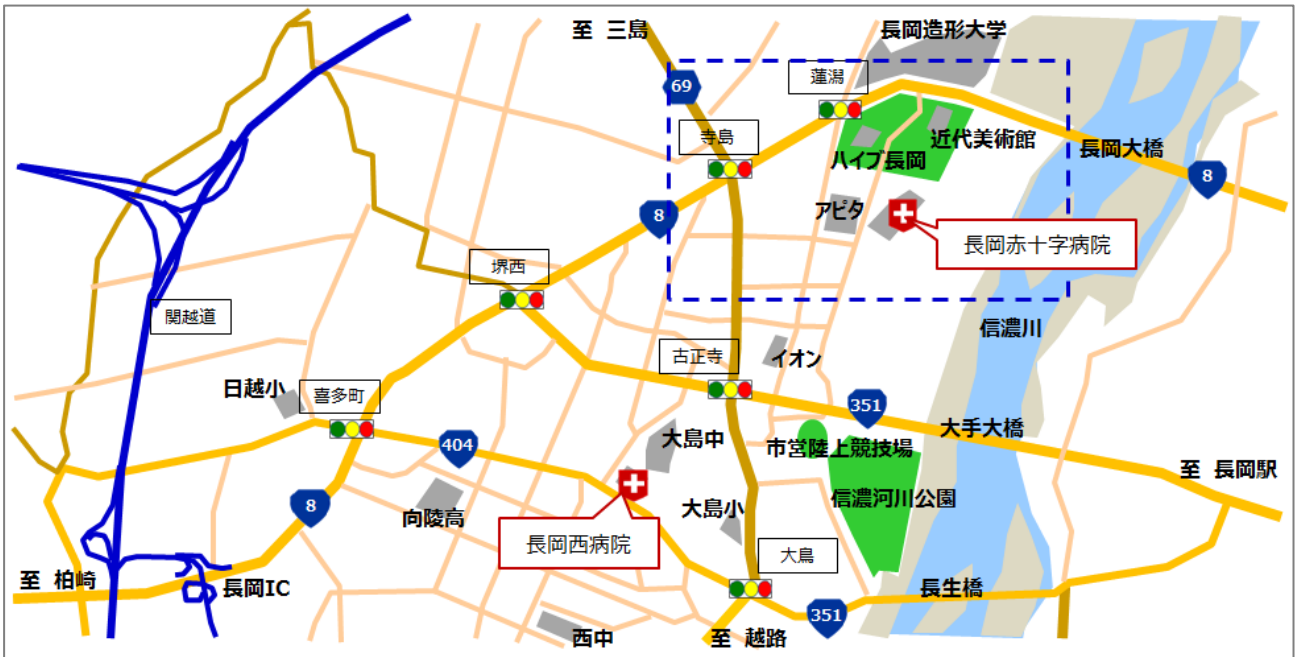 至 三島
長岡造形大学
蓮潟
69
寺島
近代美術館
ハイブ長岡
長岡大橋
8
アピタ
8
長岡赤十字病院
堺西
関越道
信濃川
古正寺
イオン
日越小
喜多町
351
大手大橋
404
大島中
市営陸上競技場
至 長岡駅
8
向陵高
大島小
信濃河川公園
長岡西病院
大鳥
至 柏崎
長岡IC
長生橋
351
西中
至 越路